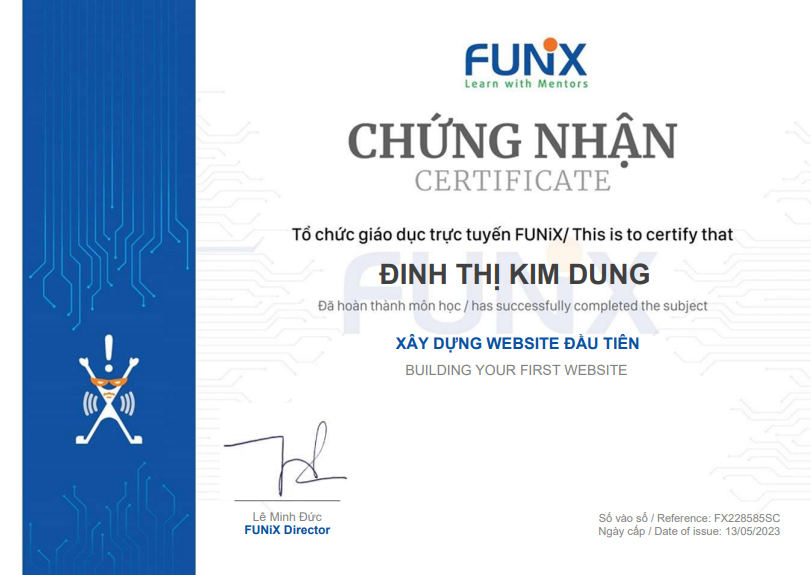 FUNiX
Learn with Mentors
CHỨNG NHẬN
CERTIFICATE
Tổ chức giáo dục trực tuyến FUNiX/ This is to certify that
ĐINH THỊ KIM DUNG
Đã hoàn thành môn học / has successfully completed the subject
XÂY DỰNG WEBSITE ĐẦU TIÊN
BUILDING YOUR FIRST WEBSITE
Lê Minh Đức
FUNiX Director
Số vào sổ / Reference: FX228585SC
Ngày cấp / Date of issue: 13/05/2023